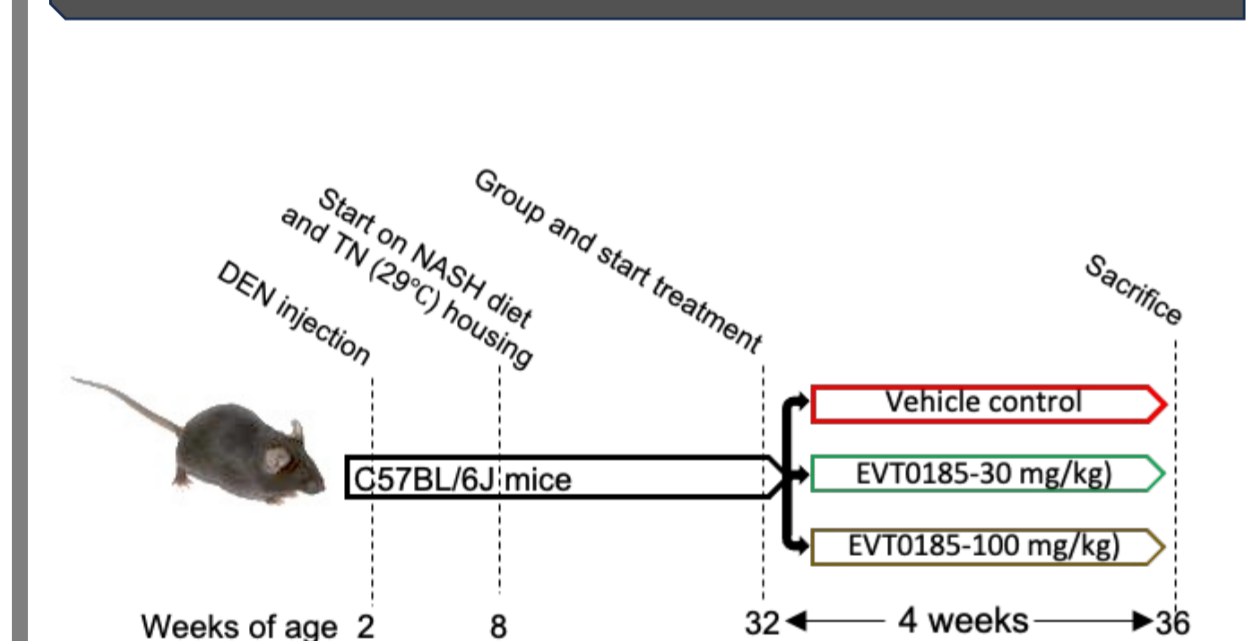 Group and start treatment
Start on NASH diet
and TN (29°C) housing
DEN injection
Sacrifice
Vehicle control
C57BL/6J mice
EVT0185-30 mg/kg)
EVT0185-100 mg/kg)
Weeks of age 2 8 32 4 weeks 36